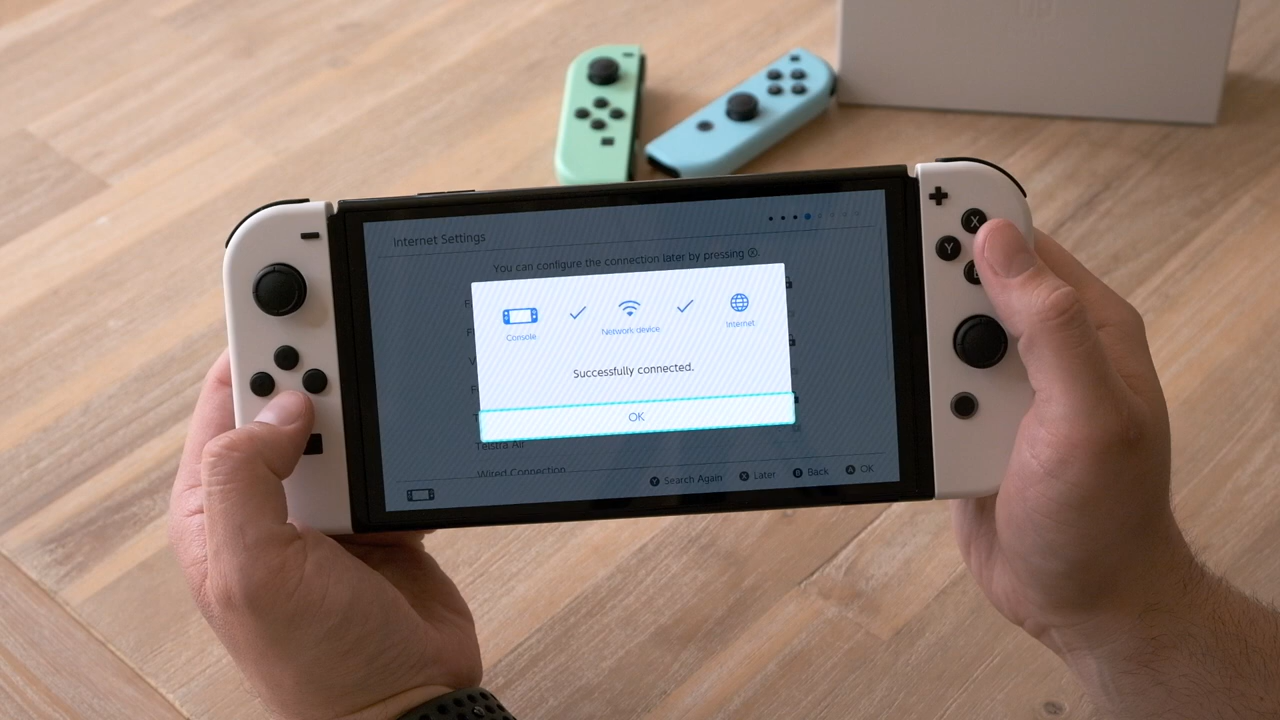 Internet Settings
You can configure the connection later by pressing Ⓧ.
Console
Network device
Internet
Successfully connected.
OK
Telstra Air
Wired Connection
Ⓨ Search Again Ⓧ Later Ⓑ Back Ⓐ OK
X
Y